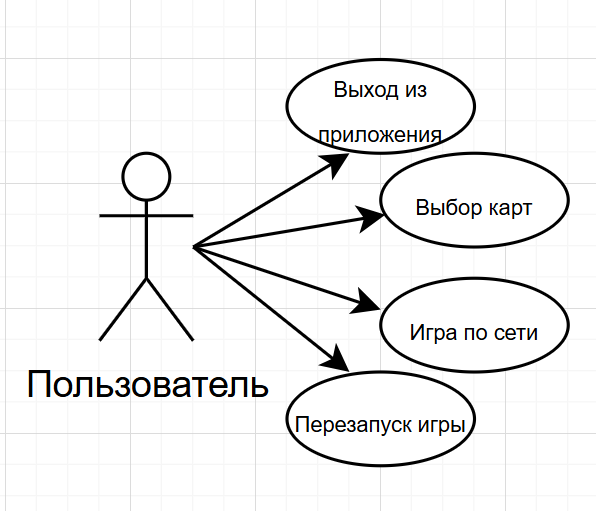 Выход из
приложения
Выбор карт
Игра по сети
Пользователь
Перезапуск игры